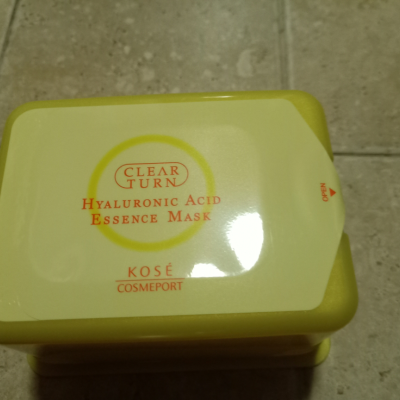 CLEAR
TURN
HYALURONIC ACID
ESSENCE MASK
KOSÉ
COSMEPORT
OPEN